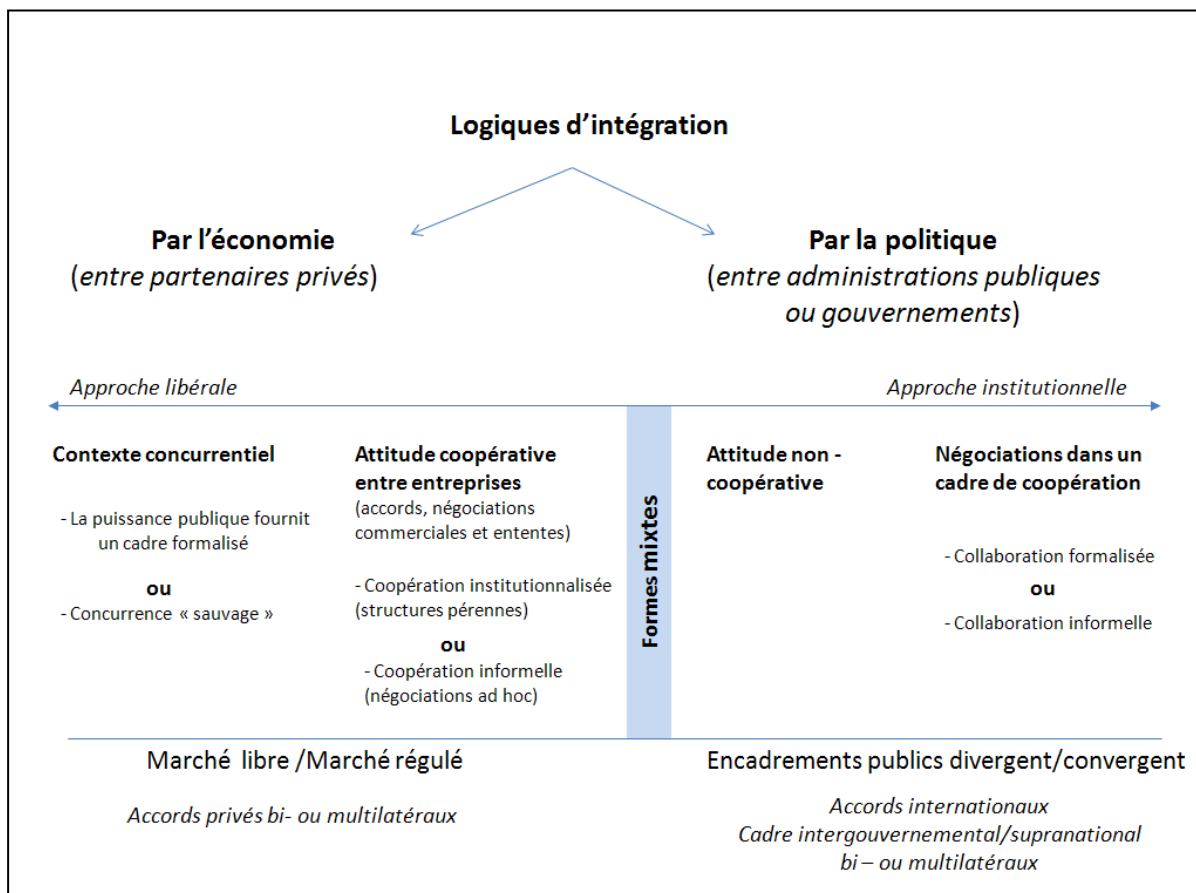 Logiques d’intégration
Par l’économie
(entre partenaires privés)
Par la politique
(entre administrations publiques
ou gouvernements)
Approche libérale
Approche institutionnelle
Contexte concurrentiel
- La puissance publique fournit
un cadre formalisé
ou
- Concurrence « sauvage »
Attitude coopérative
entre entreprises
(accords, négociations
commerciales et ententes)
- Coopération institutionnalisée
(structures pérennes)
ou
- Coopération informelle
(négociations ad hoc)
Formes mixtes
Attitude non -
coopérative
Négociations dans un
cadre de coopération
- Collaboration formalisée
ou
- Collaboration informelle
Marché libre /Marché régulé
Accords privés bi- ou multilatéraux
Encadrements publics divergent/convergent
Accords internationaux
Cadre intergouvernemental/supranational
bi – ou multilatéraux